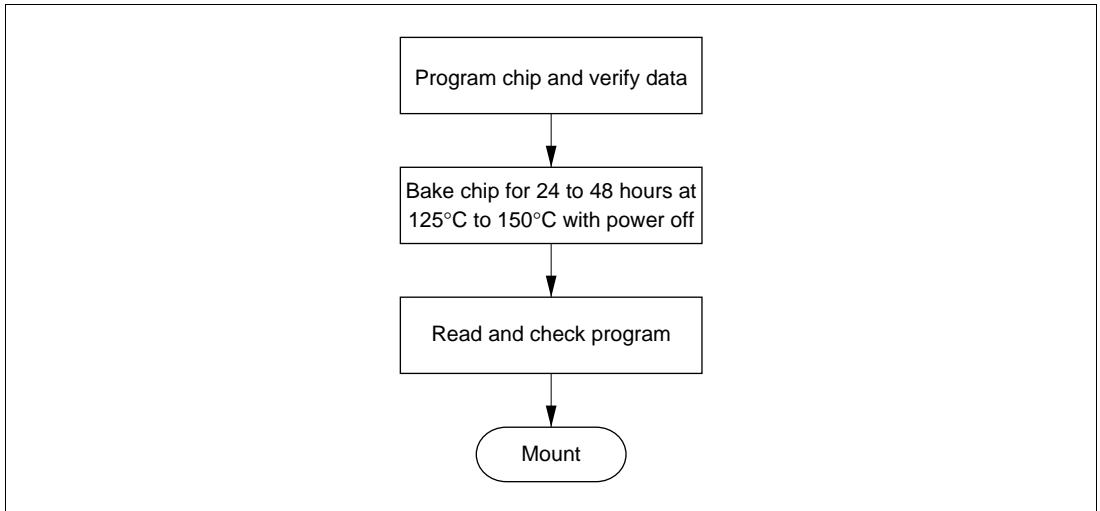 Program chip and verify data
Bake chip for 24 to 48 hours at
125°C to 150°C with power off
Read and check program
Mount